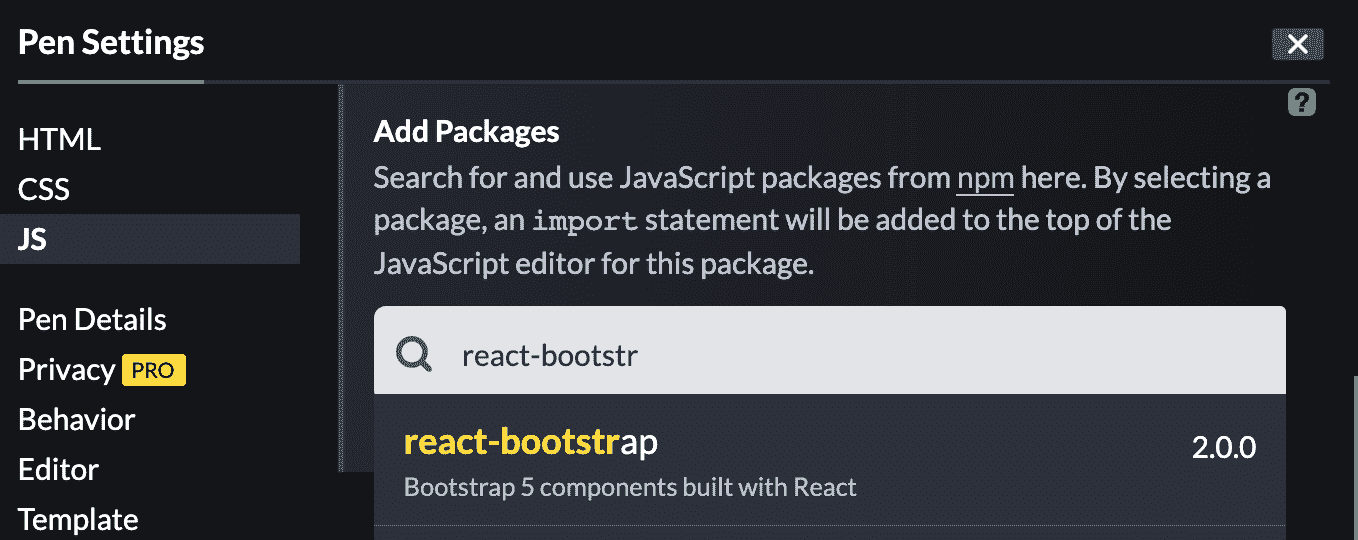 Pen Settings
HTML
CSS
JS
Pen Details
Privacy PRO
Behavior
Editor
Template
?
Add Packages
Search for and use JavaScript packages from npm here. By selecting a
package, an import statement will be added to the top of the
JavaScript editor for this package.
react-bootstr
react-bootstrap 2.0.0
Bootstrap 5 components built with React